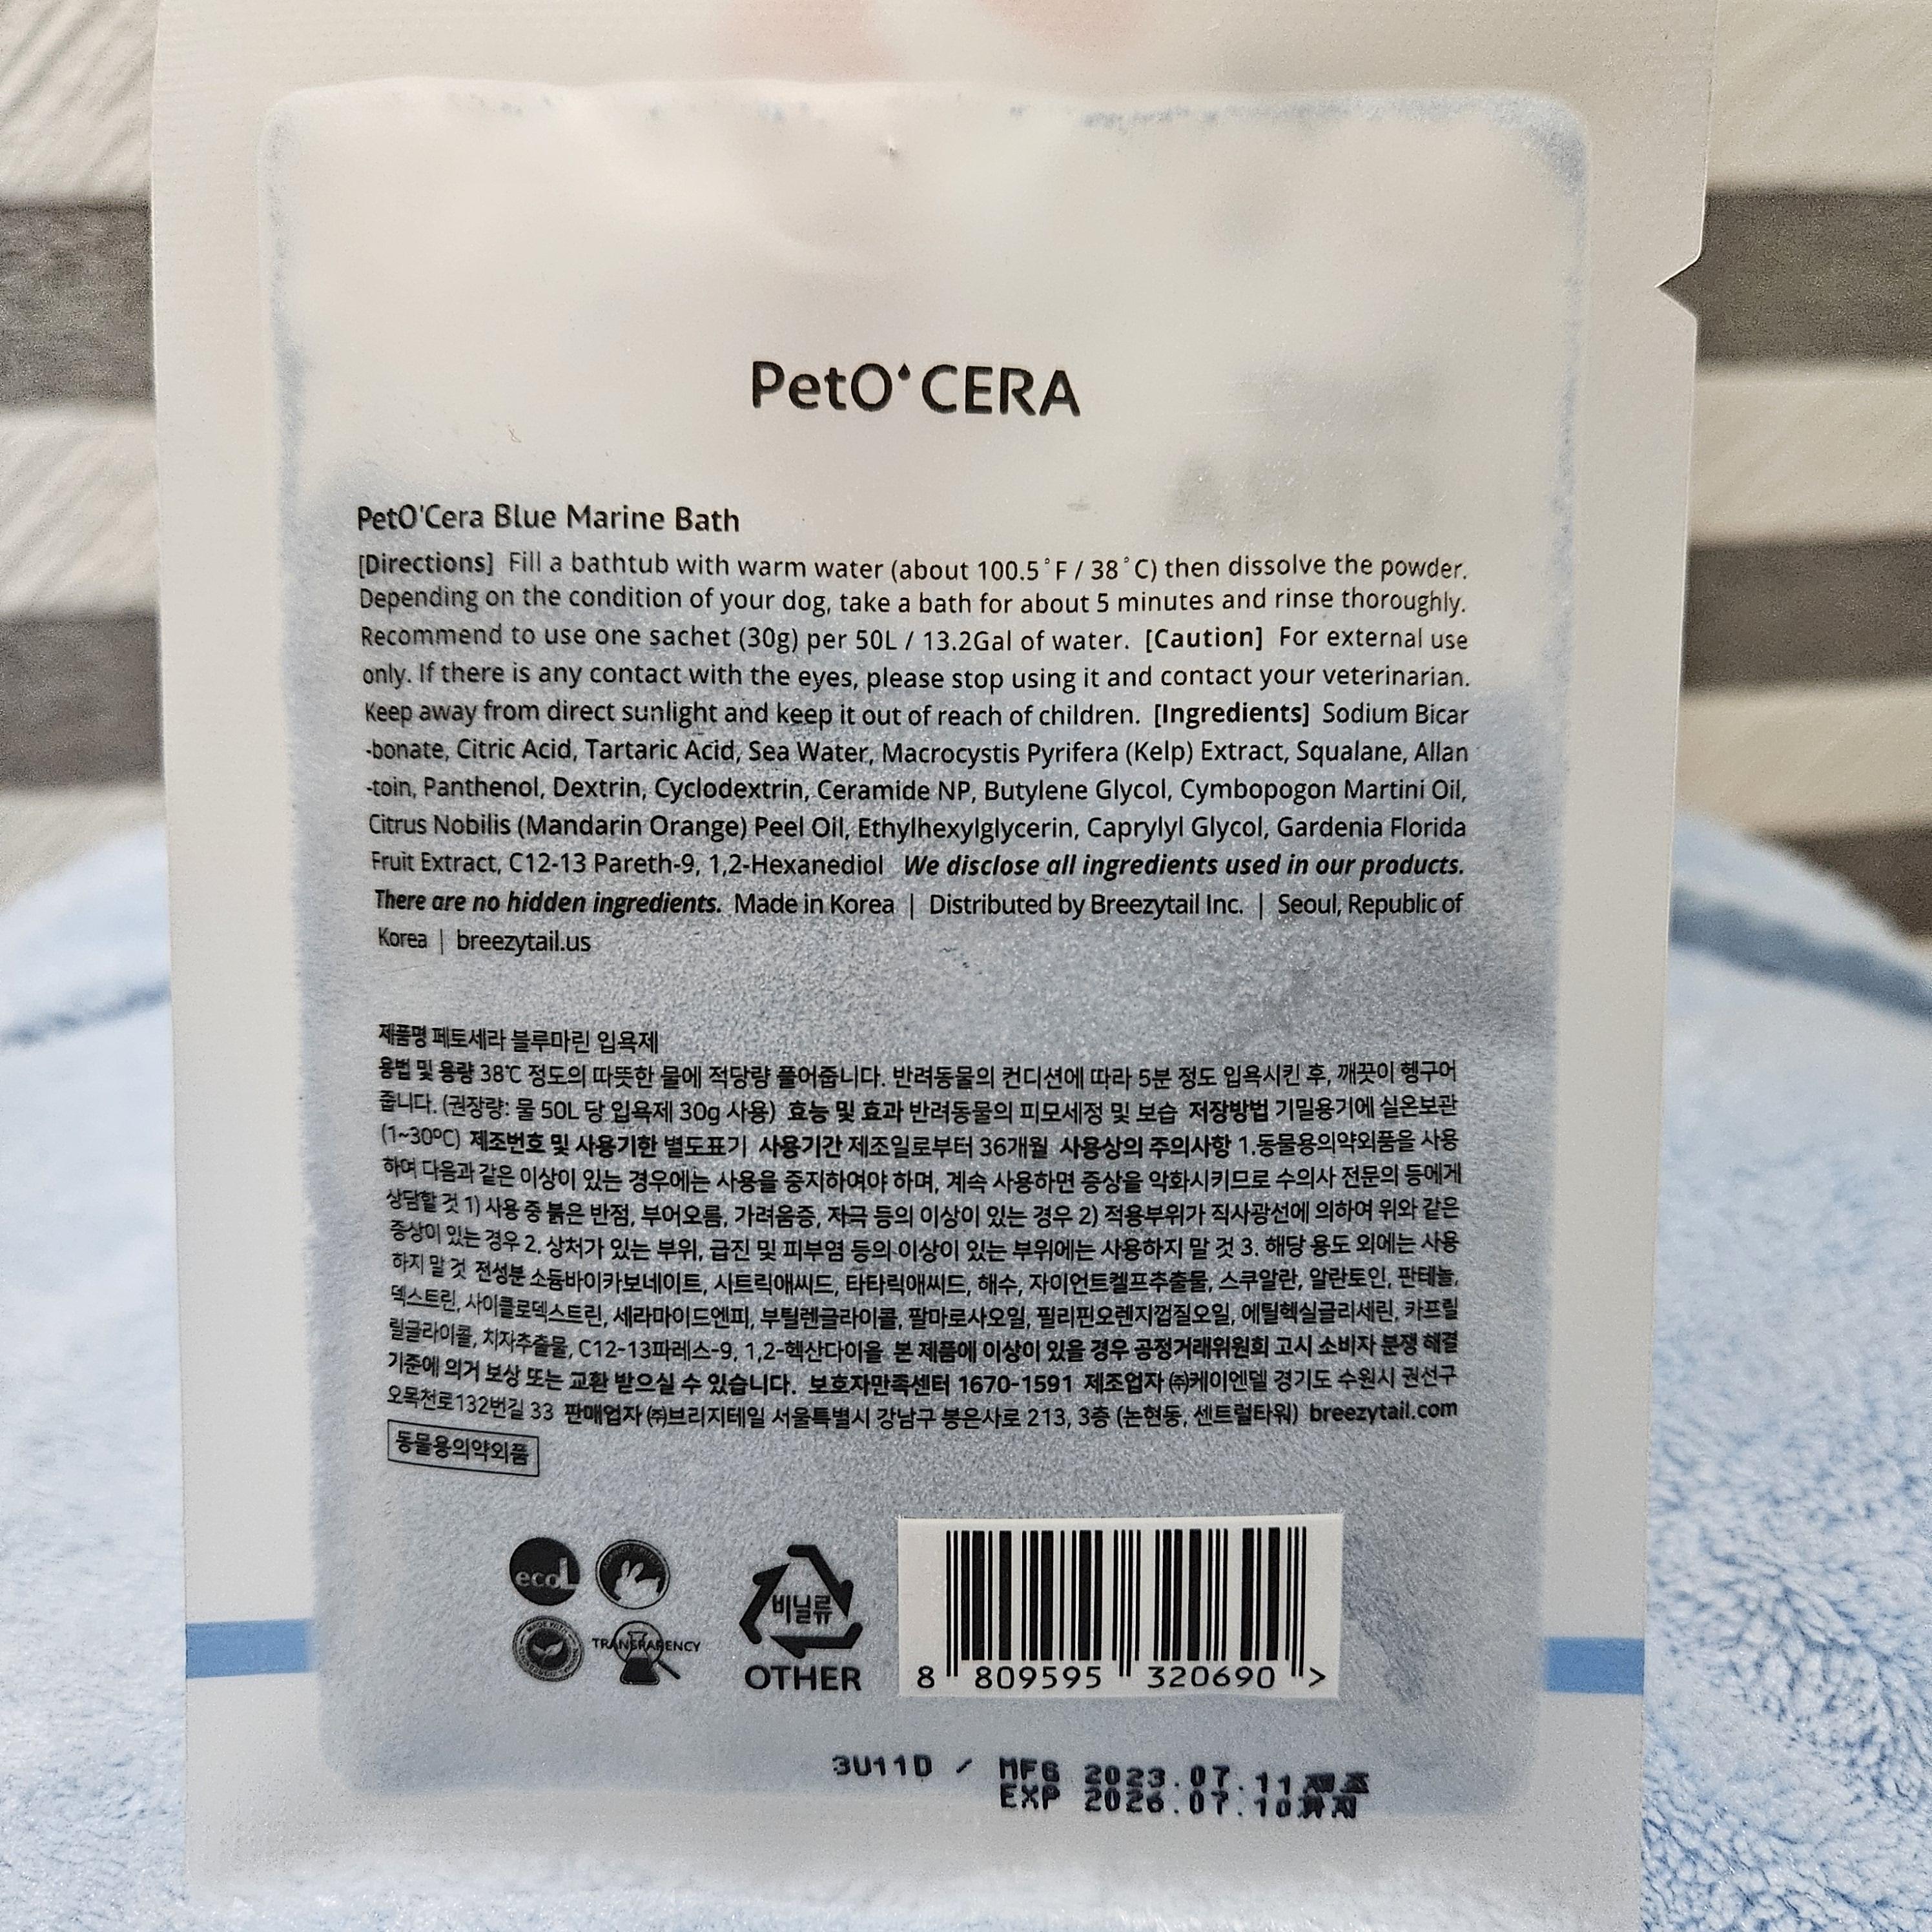 PetO'CERA
PetO'Cera Blue Marine Bath
[Directions] Fill a bathtub with warm water (about 100.5°F / 38°C) then dissolve the powder.
Depending on the condition of your dog, take a bath for about 5 minutes and rinse thoroughly.
Recommend to use one sachet (30g) per 50L / 13.2Gal of water. [Caution] For external use
only. If there is any contact with the eyes, please stop using it and contact your veterinarian.
Keep away from direct sunlight and keep it out of reach of children. [Ingredients] Sodium Bicar
-bonate, Citric Acid, Tartaric Acid, Sea Water, Macrocystis Pyrifera (Kelp) Extract, Squalane, Allan
-toin, Panthenol, Dextrin, Cyclodextrin, Ceramide NP, Butylene Glycol, Cymbopogon Martini Oil,
Citrus Nobilis (Mandarin Orange) Peel Oil, Ethylhexylglycerin, Caprylyl Glycol, Gardenia Florida
Fruit Extract, C12-13 Pareth-9, 1,2-Hexanediol We disclose all ingredients used in our products.
There are no hidden ingredients. Made in Korea | Distributed by Breezytail Inc. | Seoul, Republic of
Korea | breezytail.us
제품명 페토세라 블루마린 입욕제
용법 및 용량 38℃ 정도의 따뜻한 물에 적당량 풀어줍니다. 반려동물의 컨디션에 따라 5분 정도 입욕시킨 후, 깨끗이 헹구어
줍니다. (권장량: 물 50L 당 입욕제 30g 사용) 효능 및 효과 반려동물의 피모세정 및 보습 저장방법 기밀용기에 실온보관
(1~30ºC) 제조번호 및 사용기한 별도표기 사용기간 제조일로부터 36개월 사용상의 주의사항 1.동물용의약외품을 사용
하여 다음과 같은 이상이 있는 경우에는 사용을 중지하여야 하며, 계속 사용하면 증상을 악화시키므로 수의사 전문의 등에게
상담할 것 1) 사용 중 붉은 반점, 부어오름, 가려움증, 자극 등의 이상이 있는 경우 2) 적용부위가 직사광선에 의하여 위와 같은
증상이 있는 경우 2. 상처가 있는 부위, 급진 및 피부염 등의 이상이 있는 부위에는 사용하지 말 것 3. 해당 용도 외에는 사용
하지 말 것 전성분 소듐바이카보네이트, 시트릭애씨드, 타타릭애씨드, 해수, 자이언트켈프추출물, 스쿠알란, 알란토인, 판테놀,
덱스트린, 사이클로덱스트린, 세라마이드엔피, 부틸렌글라이콜, 팔마로사오일, 필리핀오렌지껍질오일, 에틸헥실글리세린, 카프릴
릴글라이콜, 치자추출물, C12-13파레스-9, 1,2-헥산다이올 본 제품에 이상이 있을 경우 공정거래위원회 고시 소비자 분쟁 해결
기준에 의거 보상 또는 교환 받으실 수 있습니다. 보호자만족센터 1670-1591 제조업자 ㈜케이엔델 경기도 수원시 권선구
오목천로132번길 33 판매업자 ㈜브리지테일 서울특별시 강남구 봉은사로 213, 3층 (논현동, 센트럴타워) breezytail.com
동물용의약외품
ecoL
TRANSPARENCY
비닐류
OTHER
8 809595 320690 >
3U11D / MFG 2023.07.11 제조
EXP 2026.07.10 까지